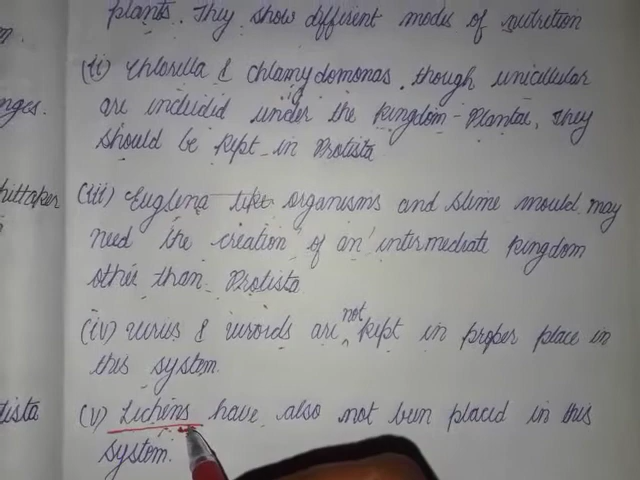 plants. They show different modes of nutrition
(ii) Chlorella & chlamydomonas, though unicellular
are included under the kingdom - Plantae, They
should be kept in Protista
nges.
hittaker
(iii) Euglena like organisms and slime mould may
need the creation of an intermediate kingdom
other than Protista
(iv) virus & viroids are not kept in proper place in
this system.
tista
(v) Lichens have also not been placed in this
system.